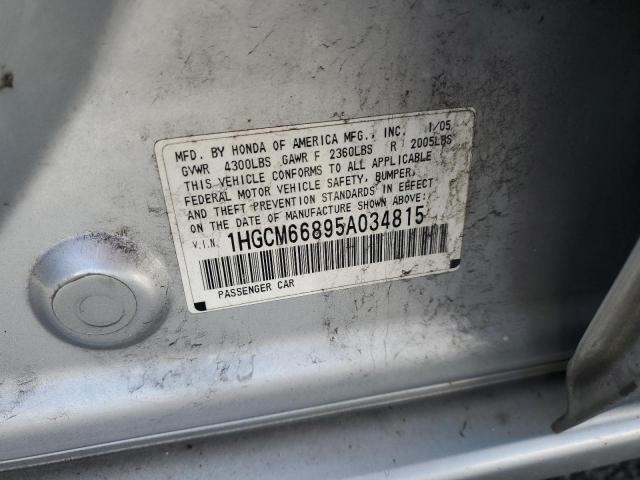 MFD. BY HONDA OF AMERICA MFG., INC. 1/05
GVWR 4300LBS GAWR F 2360LBS R 2005LBS
THIS VEHICLE CONFORMS TO ALL APPLICABLE
FEDERAL MOTOR VEHICLE SAFETY, BUMPER,
AND THEFT PREVENTION STANDARDS IN EFFECT
ON THE DATE OF MANUFACTURE SHOWN ABOVE.
V.I.N. 1HGCM66895A034815
PASSENGER CAR